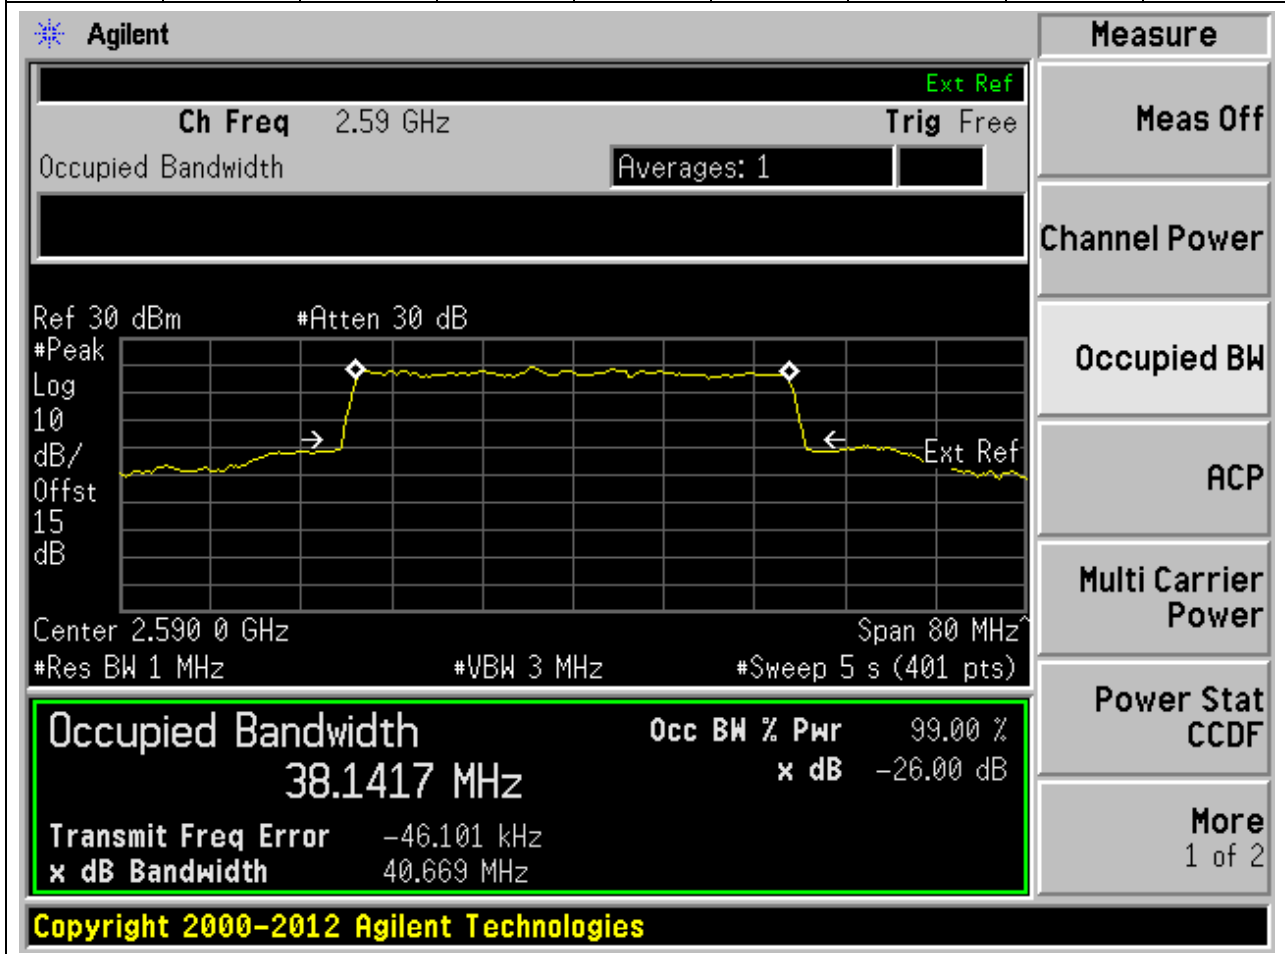 Agilent
Measure
Ext Ref
Ch Freq 2.59 GHz Trig Free
Occupied Bandwidth Averages: 1
Meas Off
Channel Power
Occupied BW
ACP
Multi Carrier
Power
Power Stat
CCDF
More
1 of 2
Ref 30 dBm #Atten 30 dB
#Peak
Log
10
dB/
Offst
15
dB
Ext Ref
Center 2.590 0 GHz Span 80 MHz^
#Res BW 1 MHz #VBW 3 MHz #Sweep 5 s (401 pts)
Occupied Bandwidth
38.1417 MHz
Occ BW % Pwr 99.00 %
x dB -26.00 dB
Transmit Freq Error -46.101 kHz
x dB Bandwidth 40.669 MHz
Copyright 2000-2012 Agilent Technologies